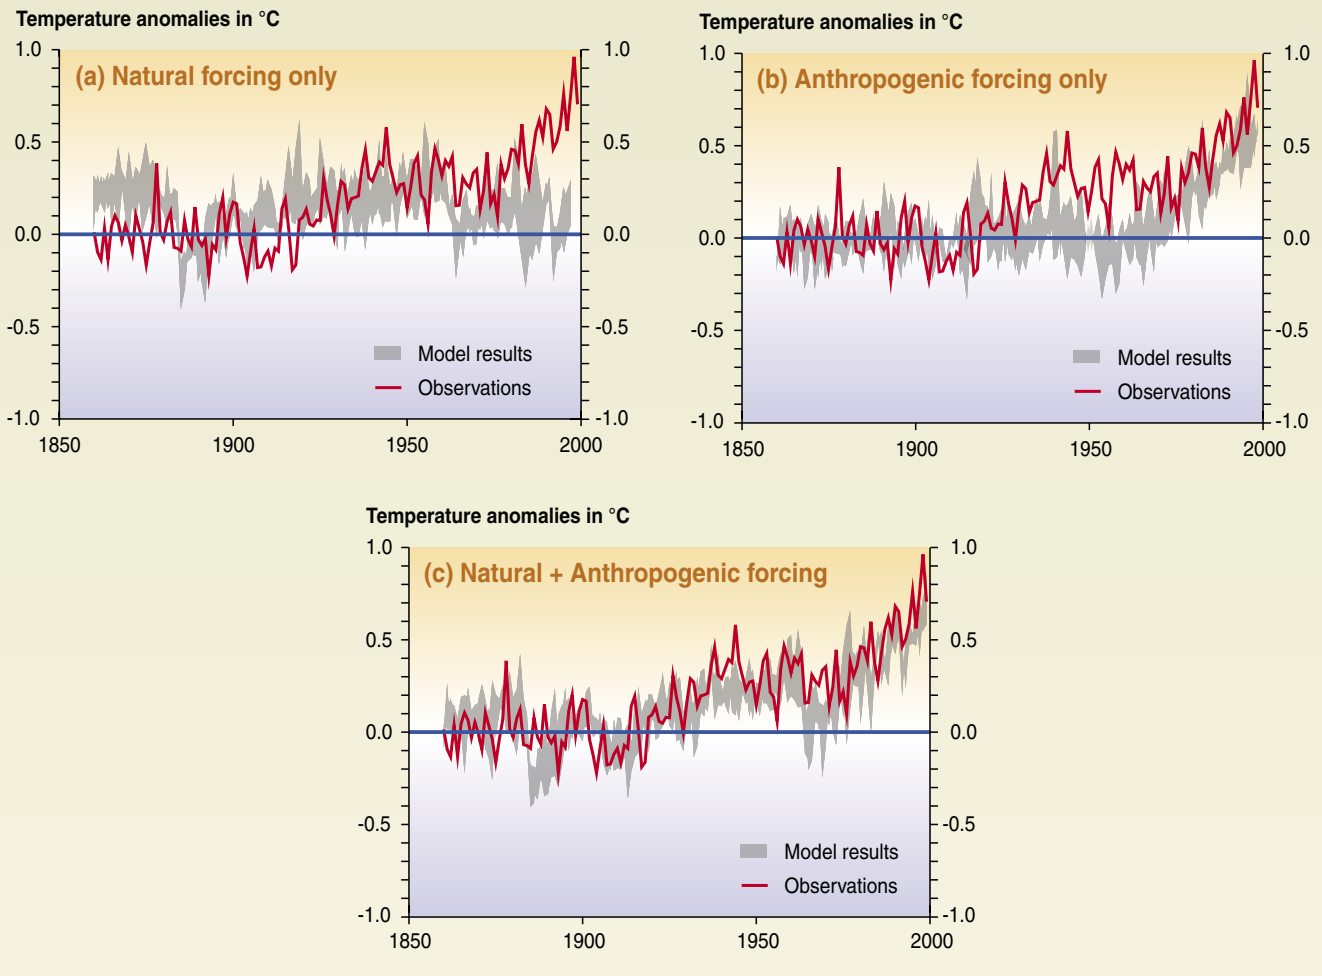 Temperature anomalies in °C
1.0 1.0
(a) Natural forcing only
0.5 0.5
0.0 0.0
-0.5 -0.5
Model results
Observations
-1.0 -1.0
1850 1900 1950 2000
Temperature anomalies in °C
1.0 1.0
(b) Anthropogenic forcing only
0.5 0.5
0.0 0.0
-0.5 -0.5
Model results
Observations
-1.0 -1.0
1850 1900 1950 2000
Temperature anomalies in °C
1.0 1.0
(c) Natural + Anthropogenic forcing
0.5 0.5
0.0 0.0
-0.5 -0.5
Model results
Observations
-1.0 -1.0
1850 1900 1950 2000